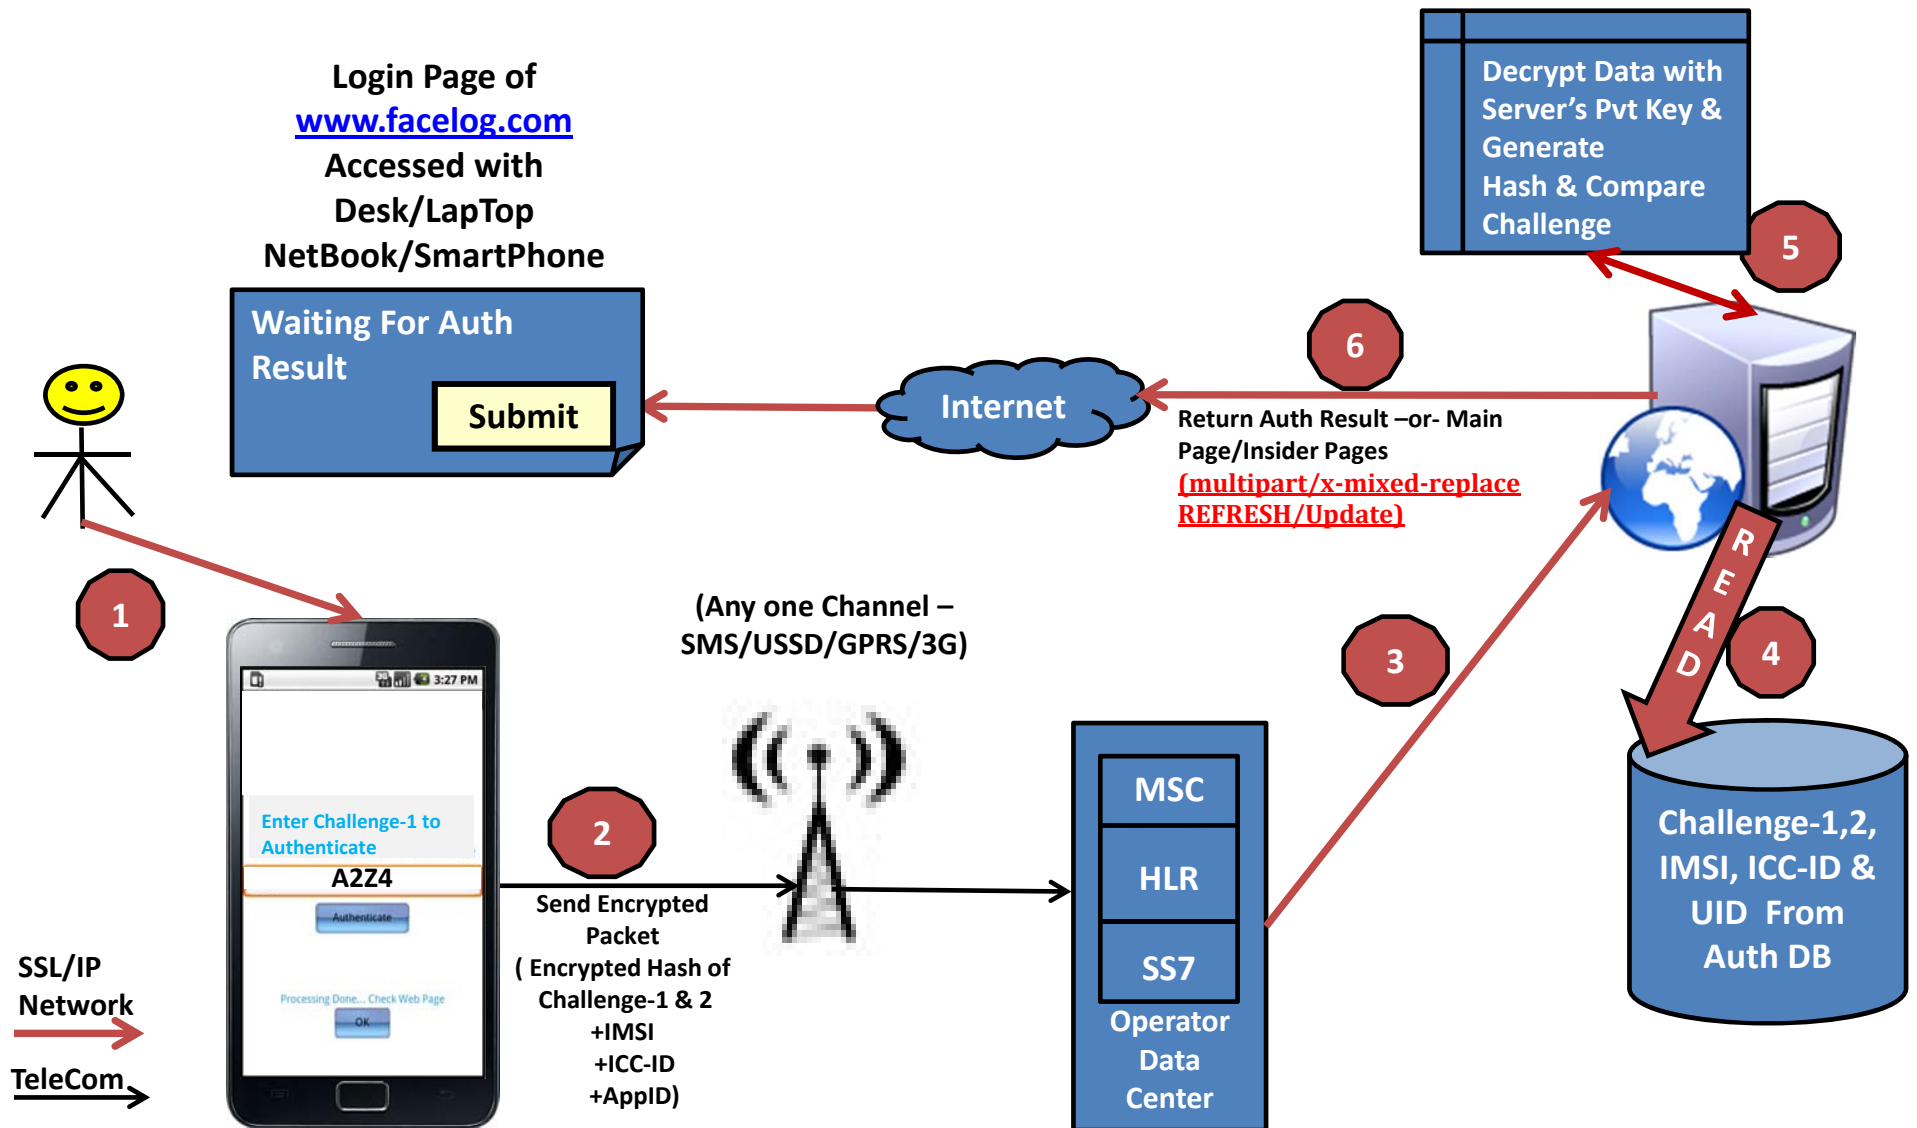 Login Page of
www.facelog.com
Accessed with
Desk/LapTop
NetBook/SmartPhone
Waiting For Auth
Result
Submit
Internet
6
Return Auth Result –or- Main
Page/Insider Pages
(multipart/x-mixed-replace
REFRESH/Update)
Decrypt Data with
Server's Pvt Key &
Generate
Hash & Compare
Challenge
5
READ
4
Challenge-1,2,
IMSI, ICC-ID &
UID From
Auth DB
3
1
3:27 PM
Enter Challenge-1 to
Authenticate
A2Z4
Authenticate
Processing Done... Check Web Page
OK
2
Send Encrypted
Packet
( Encrypted Hash of
Challenge-1 & 2
+IMSI
+ICC-ID
+AppID)
(Any one Channel –
SMS/USSD/GPRS/3G)
MSC
HLR
SS7
Operator
Data
Center
SSL/IP
Network
TeleCom